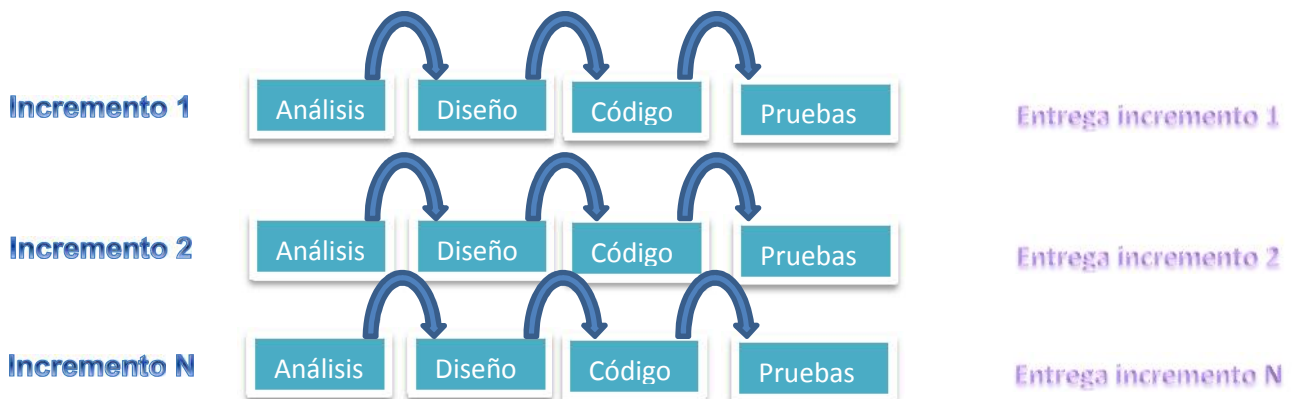 Incremento 1 Análisis Diseño Código Pruebas Entrega incremento 1
Incremento 2 Análisis Diseño Código Pruebas Entrega incremento 2
Incremento N Análisis Diseño Código Pruebas Entrega incremento N